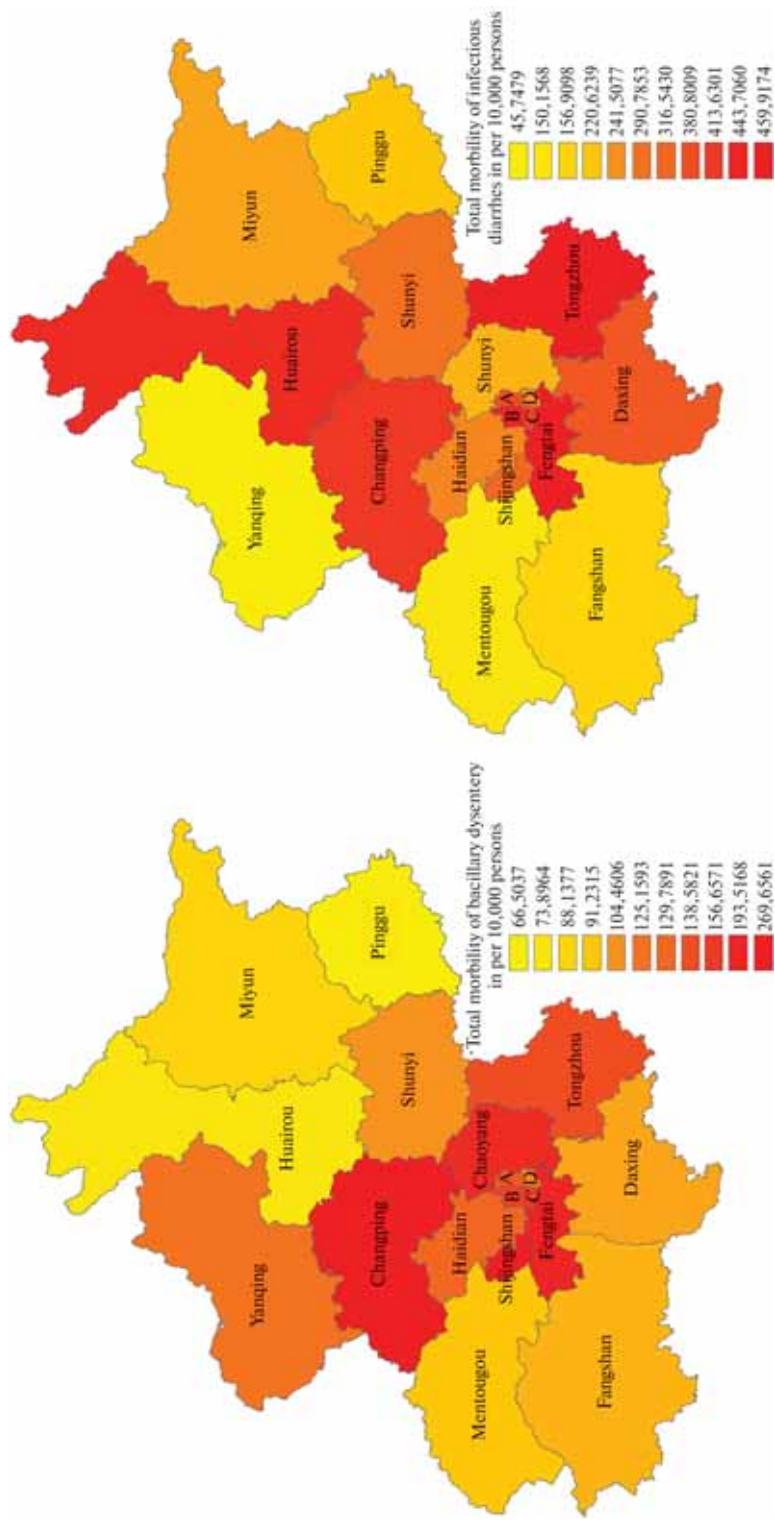 Yanqing
Huairou
Miyun
Changping
Shunyi
Pinggu
Haidian
Chaoyang
Mentougou
Shijingshan
B A
C D
Fengtai
Tongzhou
Fangshan
Daxing
·Total morbility of bacillary dysentery
in per 10,000 persons
66,5037
73,8964
88,1377
91,2315
104,4606
125,1593
129,7891
138,5821
156,6571
193,5168
269,6561
Yanqing
Huairou
Miyun
Changping
Shunyi
Pinggu
Haidian
Shunyi
Mentougou
Shijingshan
B A
C D
Fengtai
Tongzhou
Fangshan
Daxing
Total morbility of infectious
diarrhes in per 10,000 persons
45,7479
150,1568
156,9098
220,6239
241,5077
290,7853
316,5430
380,8009
413,6301
443,7060
459,9174